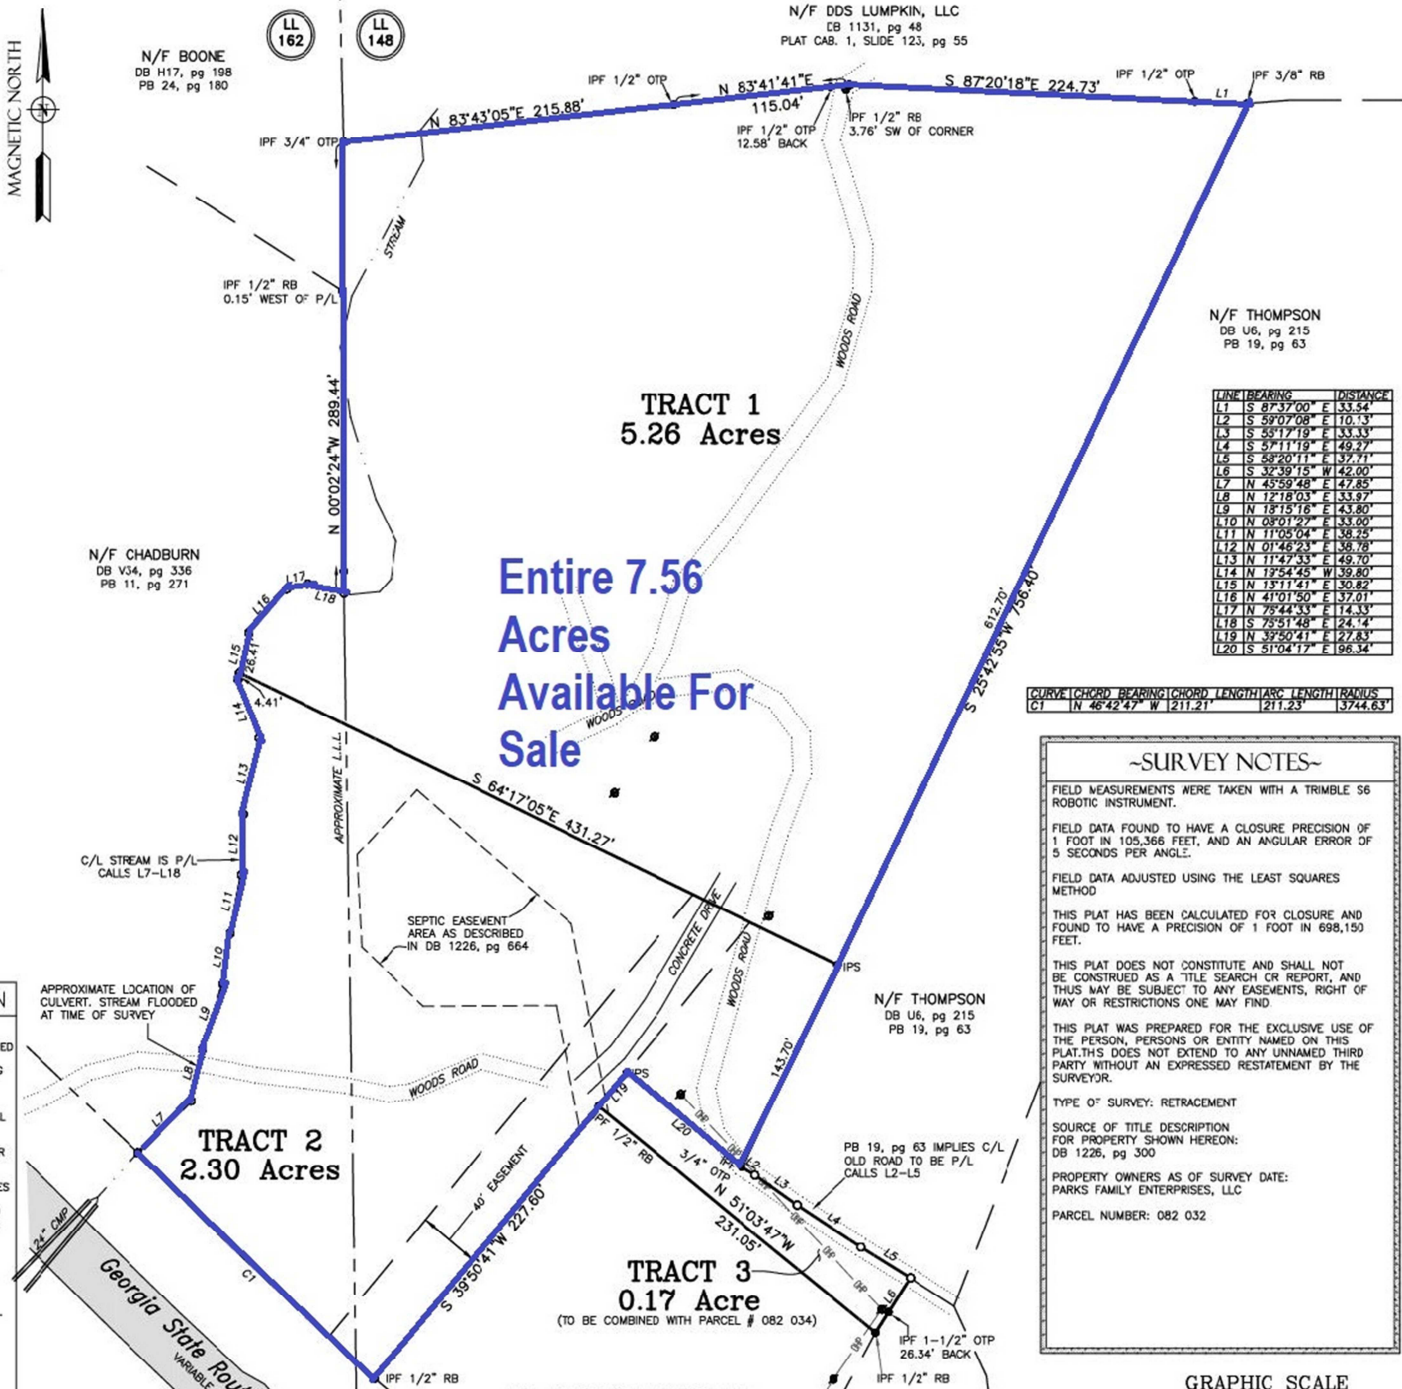 N/F DDS LUMPKIN, LLC
DB 1131, pg 48
PLAT CAB. 1, SLIDE 123, pg 55
LL
162
LL
148
N/F BOONE
DB H17, pg 198
PB 24, pg 180
MAGNETIC NORTH
N
IPF 1/2" OTP
N 83°41'41"E
115.04'
S 87°20'18"E 224.73'
IPF 1/2" OTP
L1
IPF 3/8" RB
N 83°43'05"E 215.88'
IPF 3/4" OTP
IPF 1/2" OTP
12.58' BACK
IPF 1/2" RB
3.76' SW OF CORNER
STREAM
IPF 1/2" RB
0.15' WEST OF P/L
WOODS ROAD
N/F THOMPSON
DB U6, pg 215
PB 19, pg 63
TRACT 1
5.26 Acres
N 00°02'24"W 289.44'
LINE BEARING DISTANCE
L1 S 87°37'00" E 33.54'
L2 S 59°07'08" E 10.13'
L3 S 55°17'19" E 33.33'
L4 S 57°11'19" E 49.27'
L5 S 58°20'11" E 37.71'
L6 S 32°39'15" W 42.00'
L7 N 45°59'48" E 47.85'
L8 N 12°18'03" E 33.97'
L9 N 18°15'16" E 43.80'
L10 N 08°01'27" E 33.00'
L11 N 11°05'04" E 38.25'
L12 N 01°46'23" E 38.78'
L13 N 11°47'33" E 49.70'
L14 N 19°54'45" W 39.80'
L15 N 13°11'41" E 30.82'
L16 N 41°01'50" E 37.01'
L17 N 76°44'33" E 14.33'
L18 S 75°51'48" E 24.14'
L19 N 39°50'41" E 27.83'
L20 S 51°04'17" E 96.34'
N/F CHADBURN
DB V34, pg 336
PB 11, pg 271
L17
L18
L16
L15
26.41'
4.41'
L14
Entire 7.56
Acres
Available For
Sale
612.70'
S 25°42'55"W 756.40'
WOODS ROAD
CURVE CHORD BEARING CHORD LENGTH ARC LENGTH RADIUS
C1 N 46°42'47" W 211.21' 211.23' 3744.63'
~SURVEY NOTES~
FIELD MEASUREMENTS WERE TAKEN WITH A TRIMBLE S6
ROBOTIC INSTRUMENT.
FIELD DATA FOUND TO HAVE A CLOSURE PRECISION OF
1 FOOT IN 105,366 FEET, AND AN ANGULAR ERROR OF
5 SECONDS PER ANGLE.
FIELD DATA ADJUSTED USING THE LEAST SQUARES
METHOD
THIS PLAT HAS BEEN CALCULATED FOR CLOSURE AND
FOUND TO HAVE A PRECISION OF 1 FOOT IN 698,150
FEET.
THIS PLAT DOES NOT CONSTITUTE AND SHALL NOT
BE CONSTRUED AS A TITLE SEARCH OR REPORT, AND
THUS MAY BE SUBJECT TO ANY EASEMENTS, RIGHT OF
WAY OR RESTRICTIONS ONE MAY FIND
THIS PLAT WAS PREPARED FOR THE EXCLUSIVE USE OF
THE PERSON, PERSONS OR ENTITY NAMED ON THIS
PLAT.THIS DOES NOT EXTEND TO ANY UNNAMED THIRD
PARTY WITHOUT AN EXPRESSED RESTATEMENT BY THE
SURVEYOR.
TYPE OF SURVEY: RETRACEMENT
SOURCE OF TITLE DESCRIPTION
FOR PROPERTY SHOWN HEREON:
DB 1226, pg 300
PROPERTY OWNERS AS OF SURVEY DATE:
PARKS FAMILY ENTERPRISES, LLC
PARCEL NUMBER: 082 032
APPROXIMATE L.L.L.
L13
S 64°17'05"E 431.27'
L12
C/L STREAM IS P/L
CALLS L7-L18
L11
SEPTIC EASEMENT
AREA AS DESCRIBED
IN DB 1226, pg 664
CONCRETE DRIVE
WOODS ROAD
IPS
L10
APPROXIMATE LOCATION OF
CULVERT. STREAM FLOODED
AT TIME OF SURVEY
L9
N/F THOMPSON
DB U6, pg 215
PB 19, pg 63
143.70'
L8
WOODS ROAD
IPS
L19
L20
OHP
L7
TRACT 2
2.30 Acres
IPF 1/2" RB
3/4" OTP
IPF
L2
L3
L4
L5
L6
PB 19, pg 63 IMPLIES C/L
OLD ROAD TO BE P/L
CALLS L2-L5
N 51°03'47"W
231.05'
40' EASEMENT
S 39°50'41"W 227.60'
24" CMP
C1
Georgia State Rou
VARIABLE
TRACT 3
0.17 Acre
(TO BE COMBINED WITH PARCEL # 082 034)
OHP
OHP
OHP
OHP
IPF 1-1/2" OTP
26.34' BACK
IPF 1/2" RB
IPF 1/2" RB
GRAPHIC SCALE